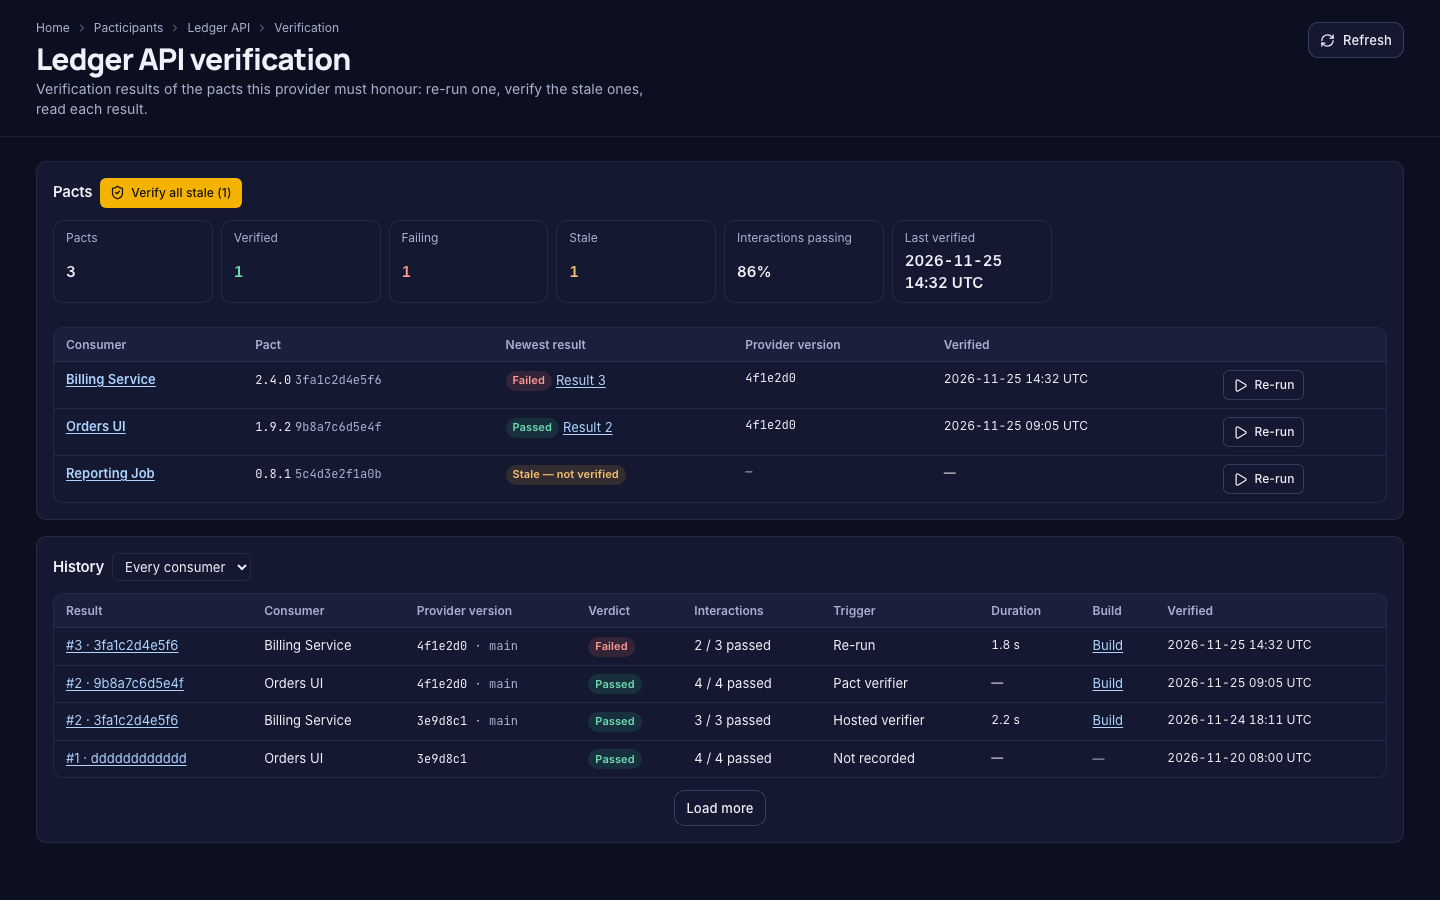 Home > Pacticipants > Ledger API > Verification
Ledger API verification
Verification results of the pacts this provider must honour: re-run one, verify the stale ones,
read each result.
Refresh
Pacts Verify all stale (1)
Pacts Verified Failing Stale Interactions passing Last verified
3 1 1 1 86% 2026-11-25
14:32 UTC
Consumer Pact Newest result Provider version Verified
Billing Service 2.4.0 3fa1c2d4e5f6 Failed Result 3 4f1e2d0 2026-11-25 14:32 UTC Re-run
Orders UI 1.9.2 9b8a7c6d5e4f Passed Result 2 4f1e2d0 2026-11-25 09:05 UTC Re-run
Reporting Job 0.8.1 5c4d3e2f1a0b Stale — not verified — — Re-run
History Every consumer
Result Consumer Provider version Verdict Interactions Trigger Duration Build Verified
#3 · 3fa1c2d4e5f6 Billing Service 4f1e2d0 · main Failed 2 / 3 passed Re-run 1.8 s Build 2026-11-25 14:32 UTC
#2 · 9b8a7c6d5e4f Orders UI 4f1e2d0 · main Passed 4 / 4 passed Pact verifier — Build 2026-11-25 09:05 UTC
#2 · 3fa1c2d4e5f6 Billing Service 3e9d8c1 · main Passed 3 / 3 passed Hosted verifier 2.2 s Build 2026-11-24 18:11 UTC
#1 · dddddddddddd Orders UI 3e9d8c1 Passed 4 / 4 passed Not recorded — — 2026-11-20 08:00 UTC
Load more